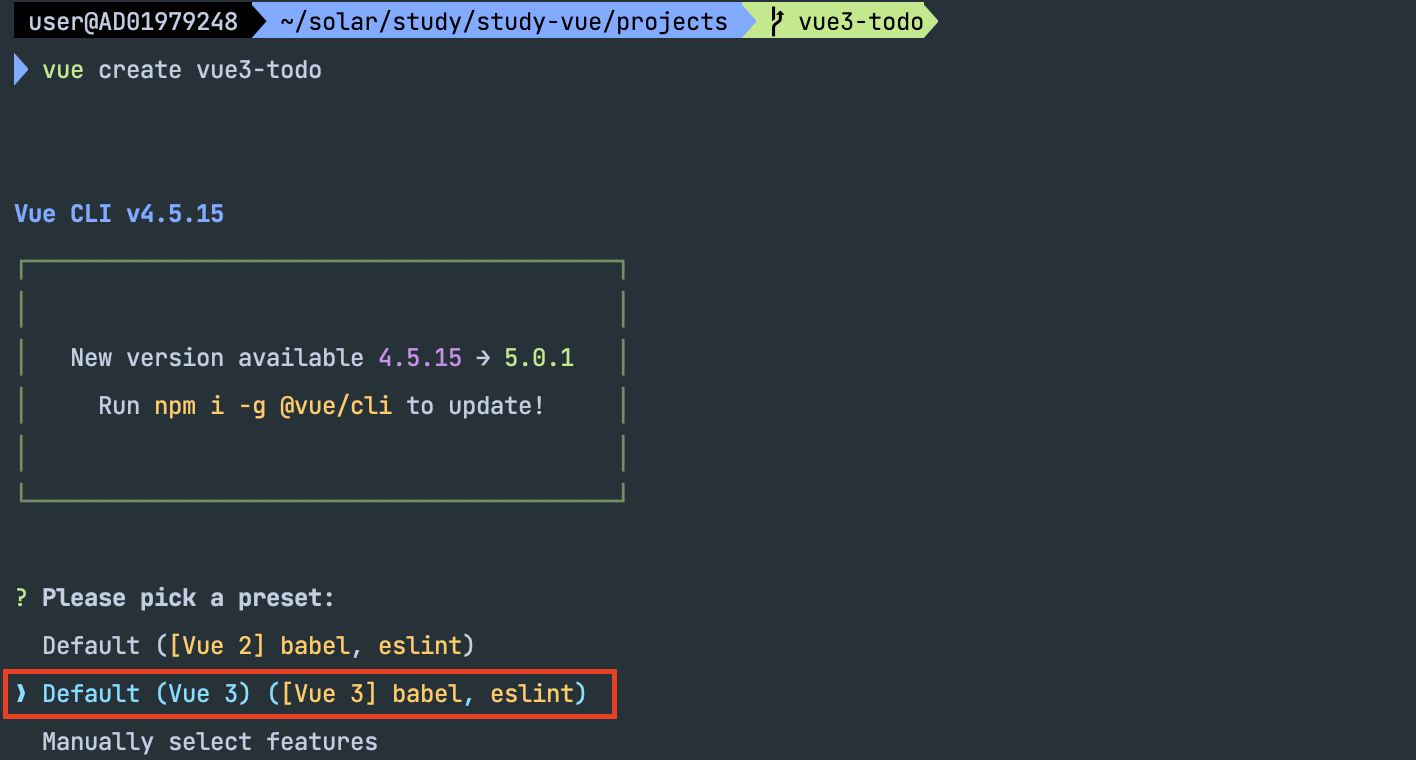 user@AD01979248 ~/solar/study/study-vue/projects vue3-todo
vue create vue3-todo
Vue CLI v4.5.15
New version available 4.5.15 → 5.0.1
Run npm i -g @vue/cli to update!
? Please pick a preset:
Default ([Vue 2] babel, eslint)
❯ Default (Vue 3) ([Vue 3] babel, eslint)
Manually select features